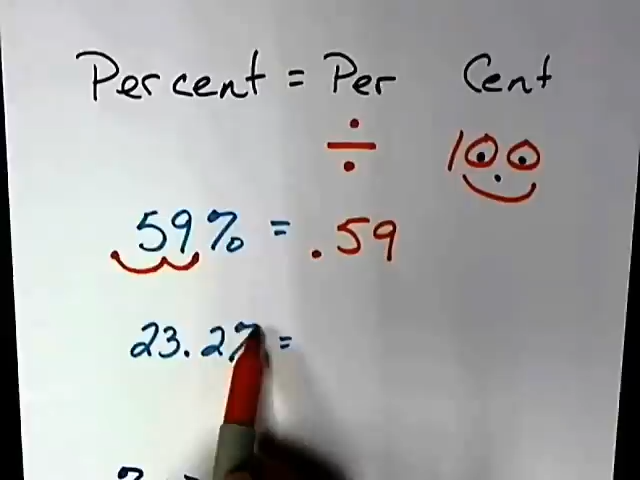 Percent = Per Cent
÷ 100
59% = .59
23.2% =